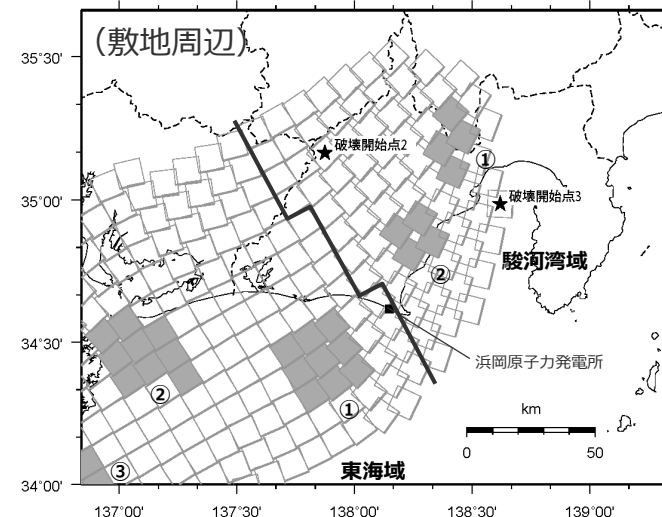 (敷地周辺)
35°30'
破壊開始点2
①
35°00'
破壊開始点3
駿河湾域
②
34°30'
浜岡原子力発電所
②
①
km
0 50
③
東海域
34°00'
137°00' 137°30' 138°00' 138°30' 139°00'